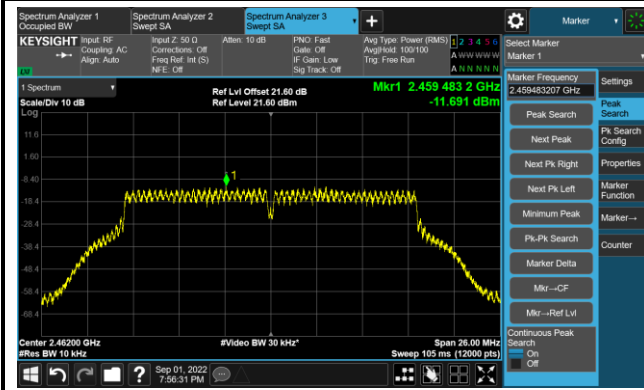 Spectrum Analyzer 1
Occupied BW
Spectrum Analyzer 2
Swept SA
Spectrum Analyzer 3
Swept SA
+
Marker
KEYSIGHT
Input: RF
Coupling: AC
Align: Auto
Input Z: 50 Ω
Corrections: Off
Freq Ref: Int (S)
NFE: Off
Atten: 10 dB
PNO: Fast
Gate: Off
IF Gain: Low
Sig Track: Off
Avg Type: Power (RMS)
Avg|Hold: 100/100
Trig: Free Run
1 2 3 4 5 6
A W W W W W
A N N N N N
Select Marker
Marker 1
1 Spectrum
Scale/Div 10 dB
Log
Ref Lvl Offset 21.60 dB
Ref Level 21.60 dBm
Mkr1 2.459 483 2 GHz
-11.691 dBm
11.6
1.60
-8.40
-18.4
-28.4
-38.4
-48.4
-58.4
-68.4
1
Center 2.46200 GHz
#Res BW 10 kHz
#Video BW 30 kHz*
Span 26.00 MHz
Sweep 105 ms (12000 pts)
Marker Frequency
2.459483207 GHz
Peak Search
Next Peak
Next Pk Right
Next Pk Left
Minimum Peak
Pk-Pk Search
Marker Delta
Mkr→CF
Mkr→Ref Lvl
Continuous Peak
Search
On
Off
Settings
Peak
Search
Pk Search
Config
Properties
Marker
Function
Marker→
Counter
?
Sep 01, 2022
7:56:31 PM